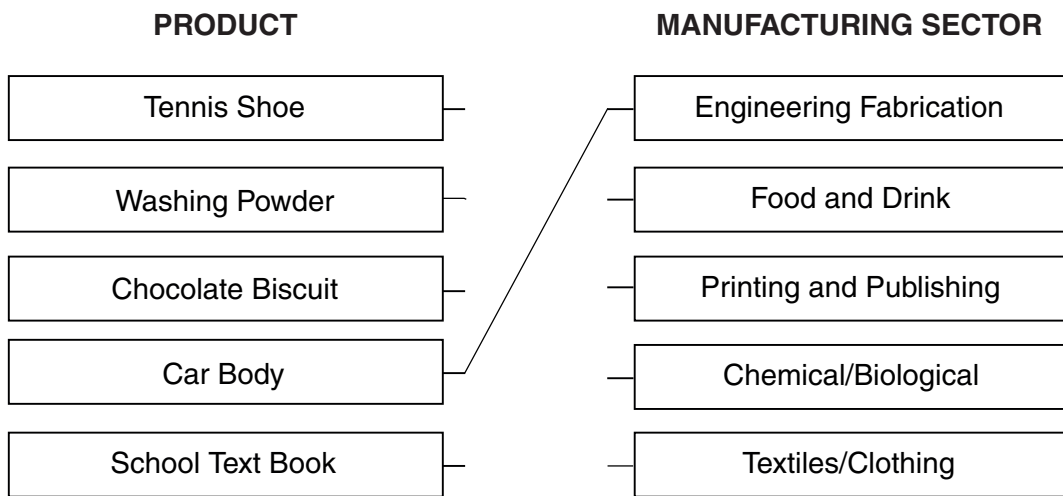 PRODUCT
MANUFACTURING SECTOR
Tennis Shoe
Engineering Fabrication
Washing Powder
Food and Drink
Chocolate Biscuit
Printing and Publishing
Car Body
Chemical/Biological
School Text Book
Textiles/Clothing